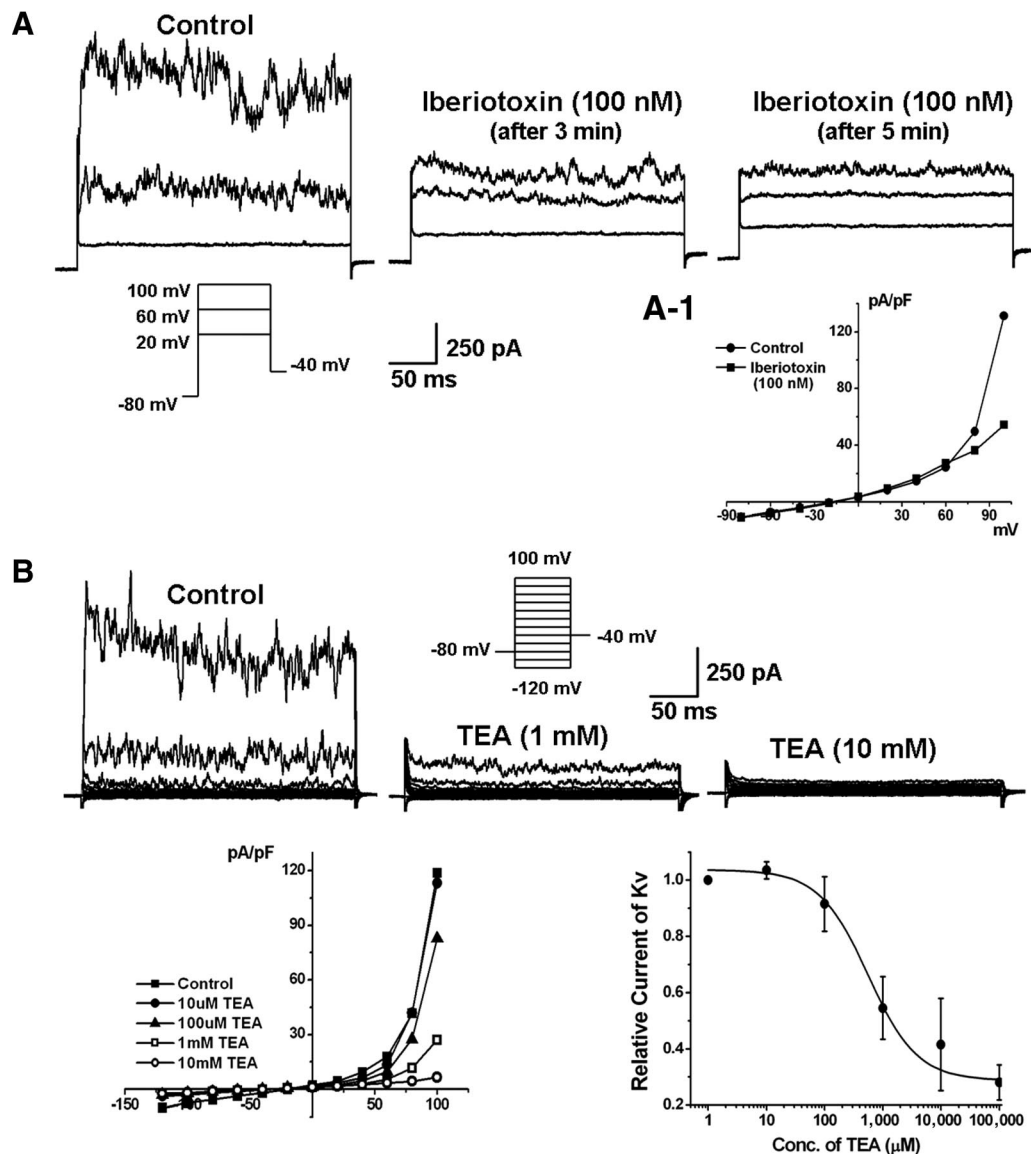 A
Control
Iberiotoxin (100 nM)
(after 3 min)
Iberiotoxin (100 nM)
(after 5 min)
100 mV
60 mV
20 mV
-40 mV
-80 mV
250 pA
50 ms
A-1
pA/pF
120
80
40
Control
Iberiotoxin
(100 nM)
-90 -60 -30 30 60 90
mV
B
Control
100 mV
-40 mV
-80 mV
-120 mV
250 pA
50 ms
TEA (1 mM)
TEA (10 mM)
pA/pF
120
90
60
30
Control
10uM TEA
100uM TEA
1mM TEA
10mM TEA
-150 -100 -50 50 100
Relative Current of Kv
1.0
0.8
0.6
0.4
0.2
1 10 100 1,000 10,000 100,000
Conc. of TEA (μM)